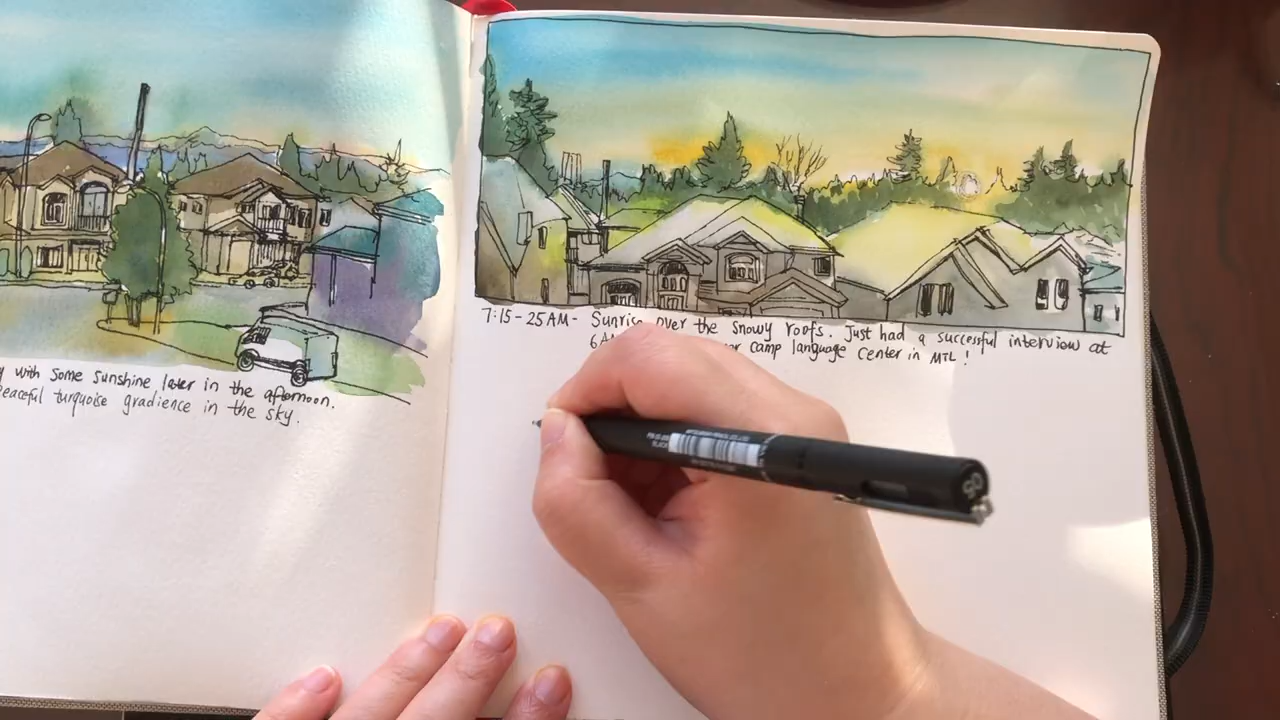 y with some sunshine later in the afternoon.
Peaceful turquoise gradience in the sky.
7:15-25AM- Sunrise over the snowy roofs. Just had a successful interview at
camp language center in MTL!
05